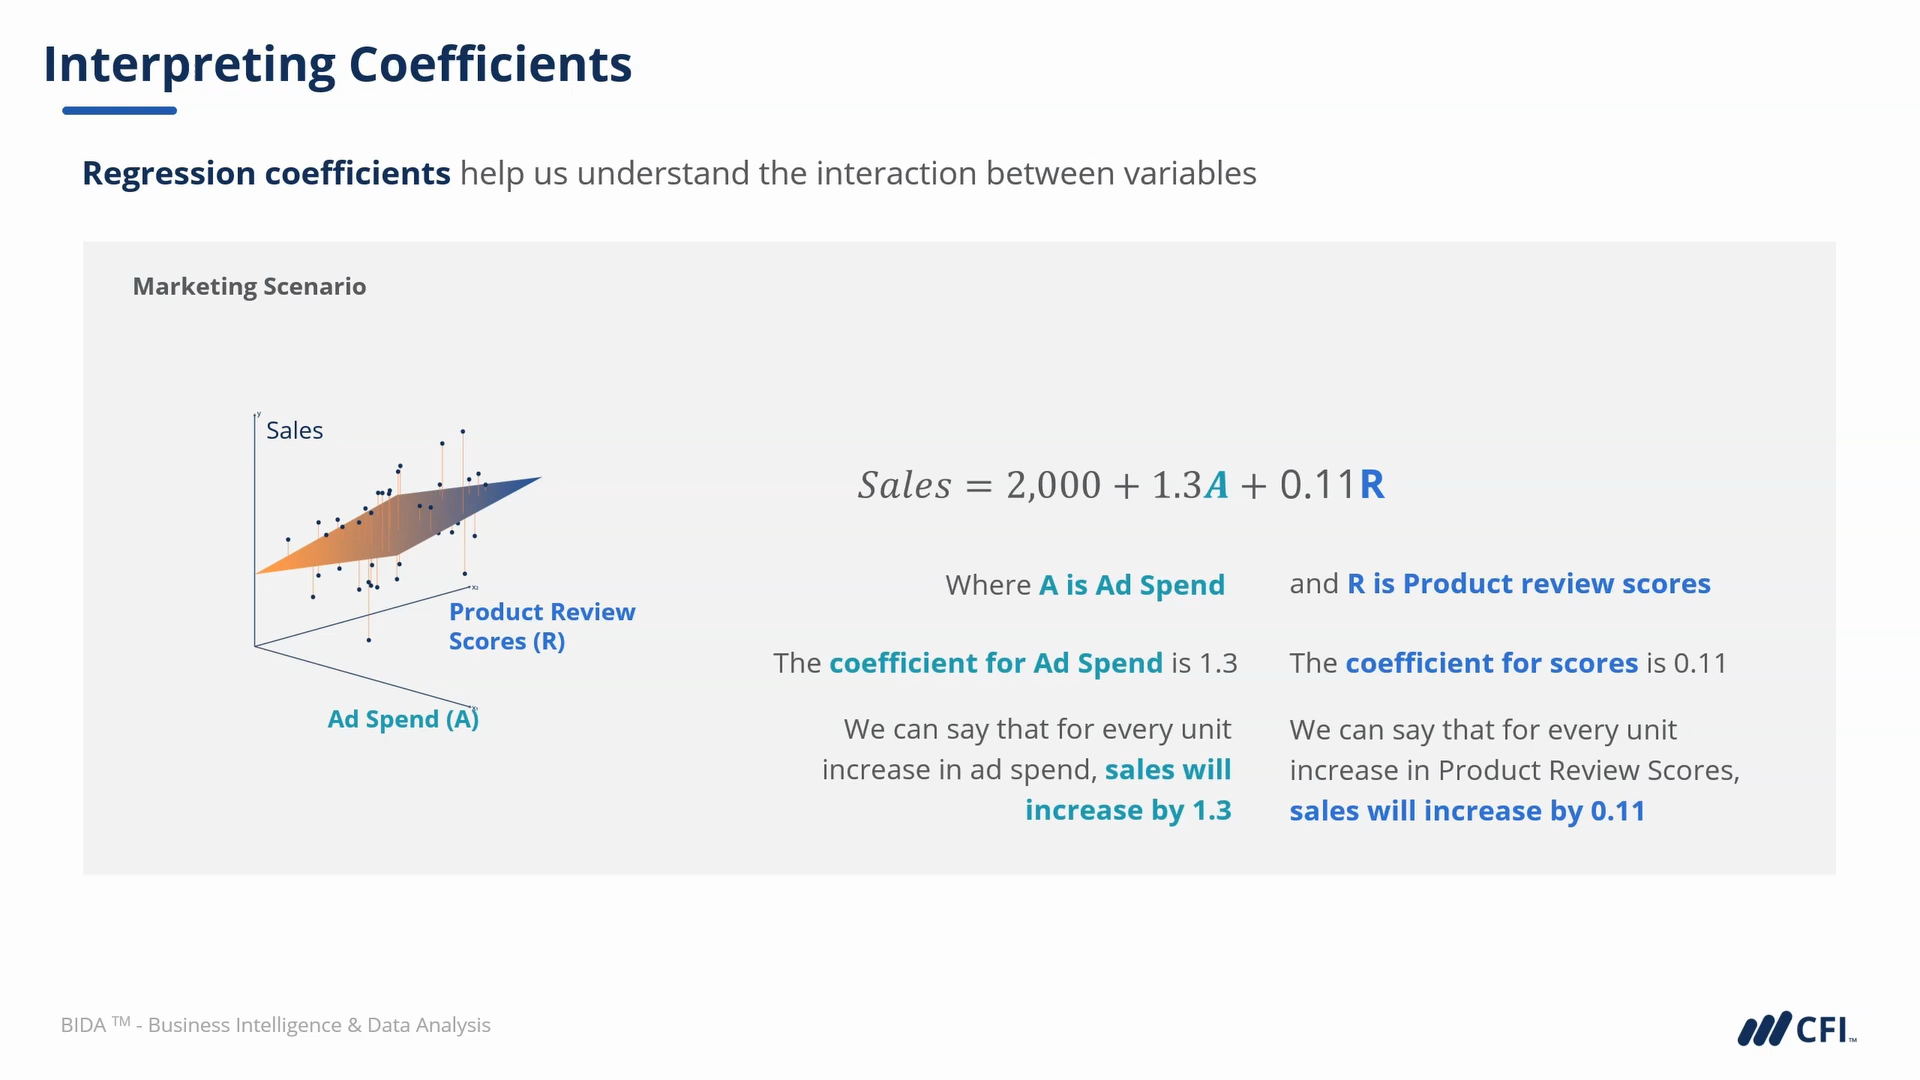 Interpreting Coefficients
Regression coefficients help us understand the interaction between variables
Marketing Scenario
y
Sales
x₂
Product Review
Scores (R)
Ad Spend (A)
Sales = 2,000 + 1.3A + 0.11R
Where A is Ad Spend
and R is Product review scores
The coefficient for Ad Spend is 1.3
The coefficient for scores is 0.11
We can say that for every unit
increase in ad spend, sales will
increase by 1.3
We can say that for every unit
increase in Product Review Scores,
sales will increase by 0.11
BIDA ™ - Business Intelligence & Data Analysis
CFI™